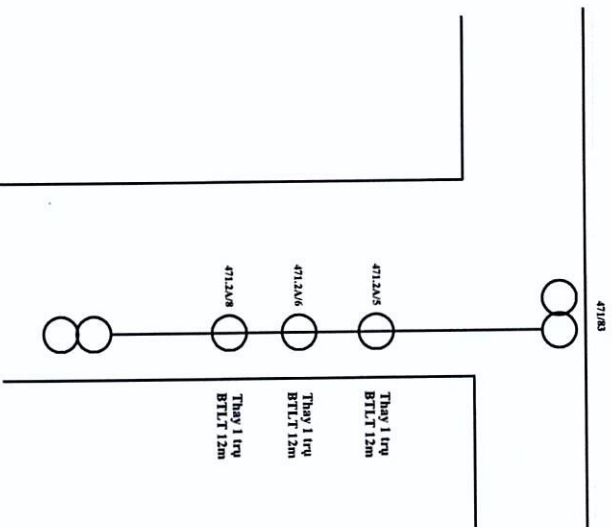 471/83
471.2A/5
Thay 1 trụ
BTLT 12m
471.2A/6
Thay 1 trụ
BTLT 12m
471.2A/8
Thay 1 trụ
BTLT 12m